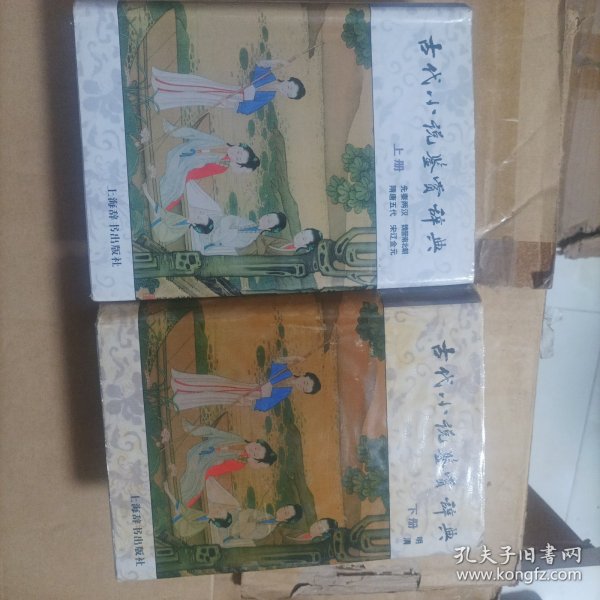 古代小说鉴赏辞典
上册
先秦两汉 魏晋南北朝
隋唐五代 宋辽金元
上海辞书出版社
古代小说鉴赏辞典
下册
明
清
上海辞书出版社
孔夫子旧书网
www.kongfz.com